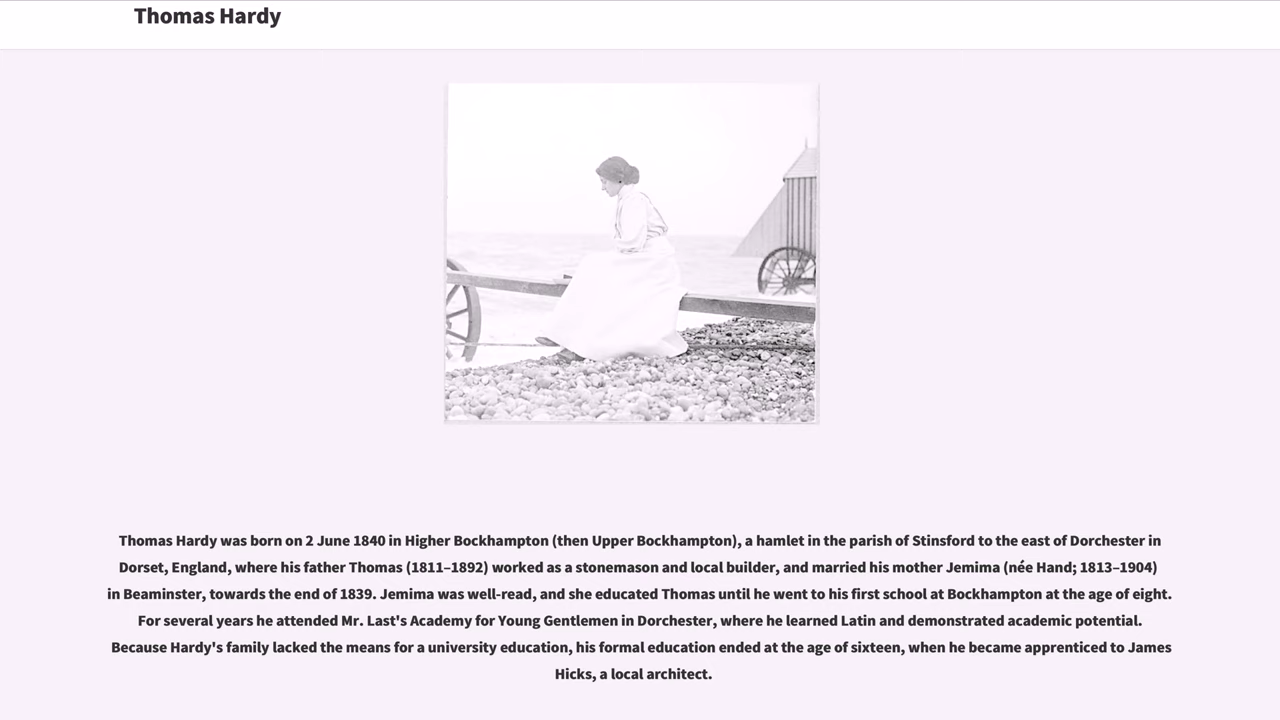 Thomas Hardy
Thomas Hardy was born on 2 June 1840 in Higher Bockhampton (then Upper Bockhampton), a hamlet in the parish of Stinsford to the east of Dorchester in
Dorset, England, where his father Thomas (1811–1892) worked as a stonemason and local builder, and married his mother Jemima (née Hand; 1813–1904)
in Beaminster, towards the end of 1839. Jemima was well-read, and she educated Thomas until he went to his first school at Bockhampton at the age of eight.
For several years he attended Mr. Last's Academy for Young Gentlemen in Dorchester, where he learned Latin and demonstrated academic potential.
Because Hardy's family lacked the means for a university education, his formal education ended at the age of sixteen, when he became apprenticed to James
Hicks, a local architect.